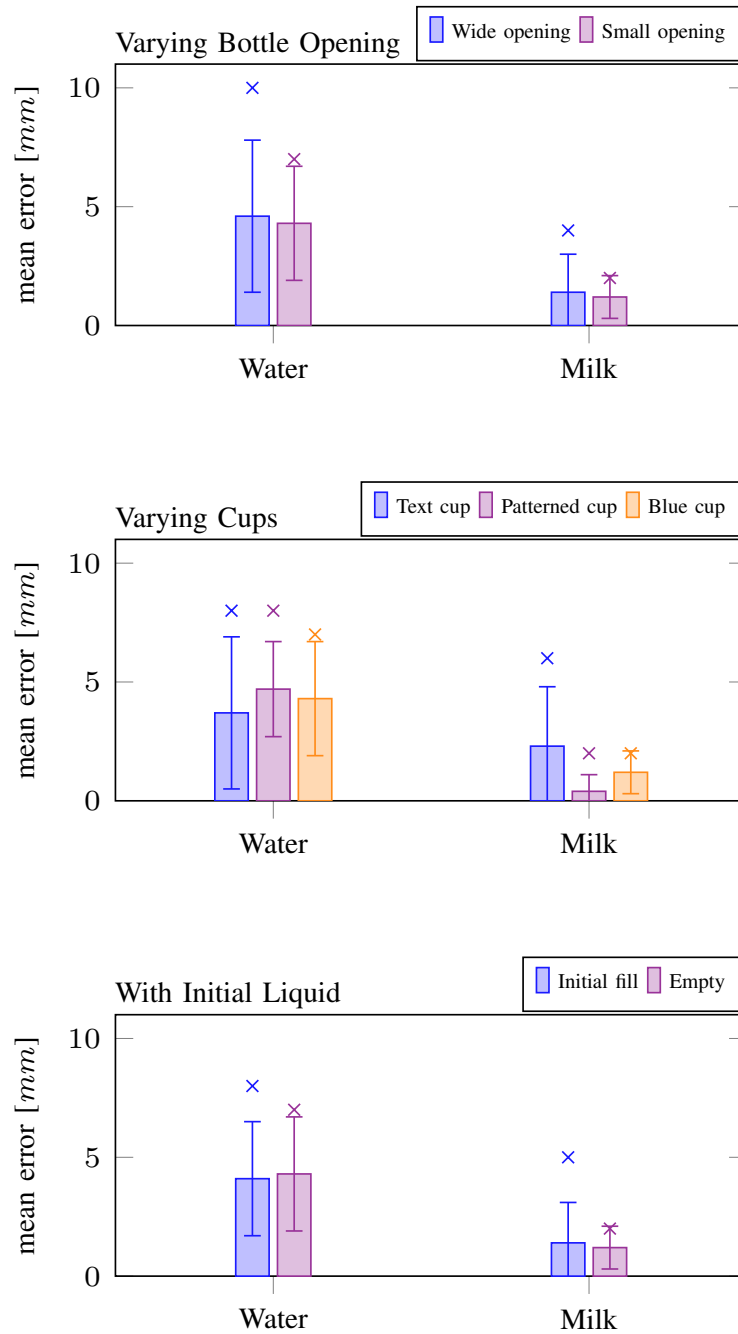 Varying Bottle Opening
Wide opening Small opening
mean error [mm]
10
5
0
Water Milk
Varying Cups
Text cup Patterned cup Blue cup
mean error [mm]
10
5
0
Water Milk
With Initial Liquid
Initial fill Empty
mean error [mm]
10
5
0
Water Milk